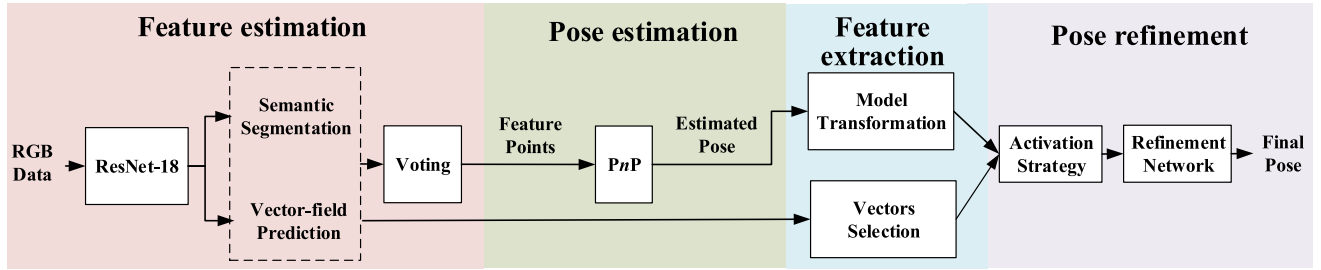 Feature estimation
Pose estimation
Feature
extraction
Pose refinement
RGB
Data
ResNet-18
Semantic
Segmentation
Vector-field
Prediction
Voting
Feature
Points
PnP
Estimated
Pose
Model
Transformation
Vectors
Selection
Activation
Strategy
Refinement
Network
Final
Pose